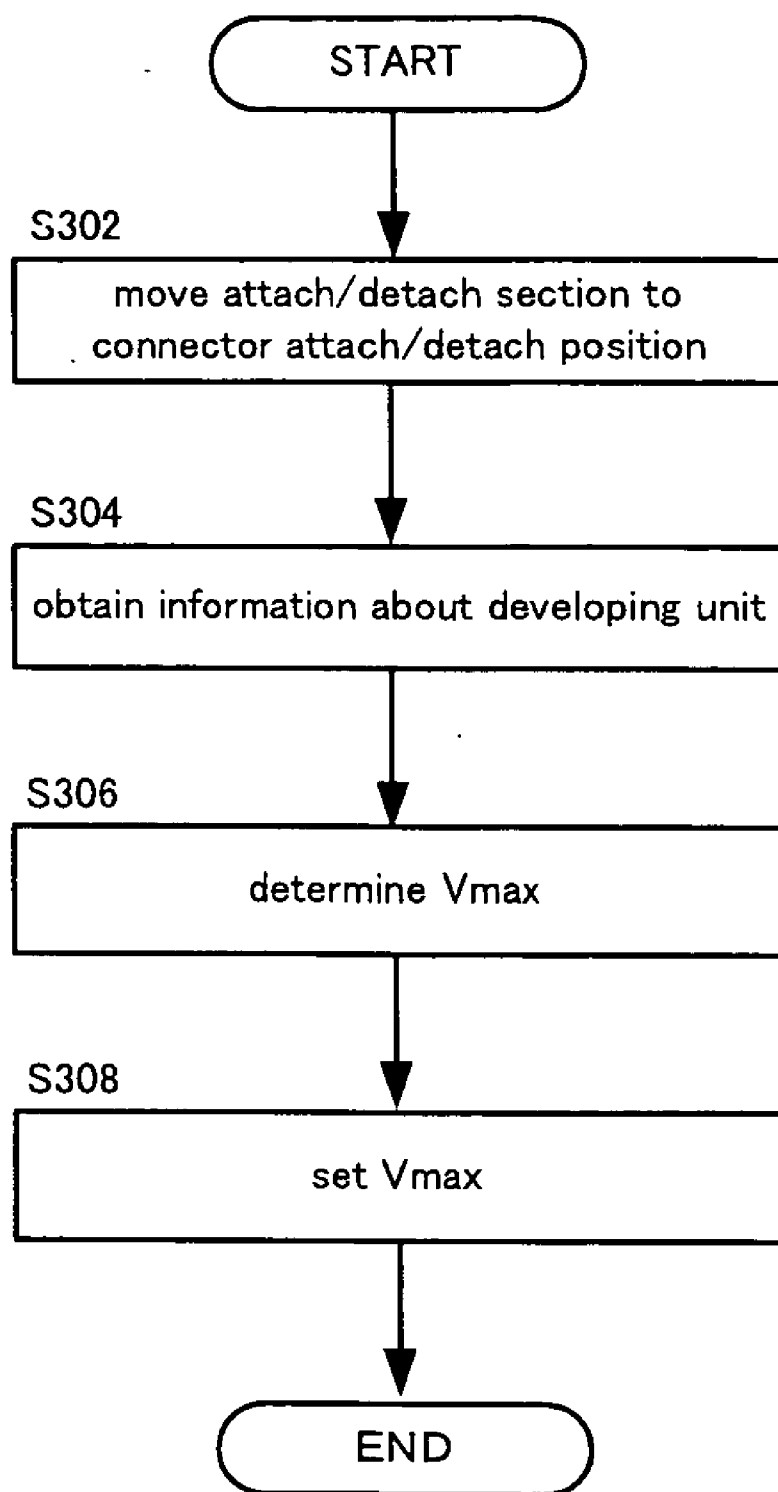 START
S302
move attach/detach section to
connector attach/detach position
S304
obtain information about developing unit
S306
determine Vmax
S308
set Vmax
END